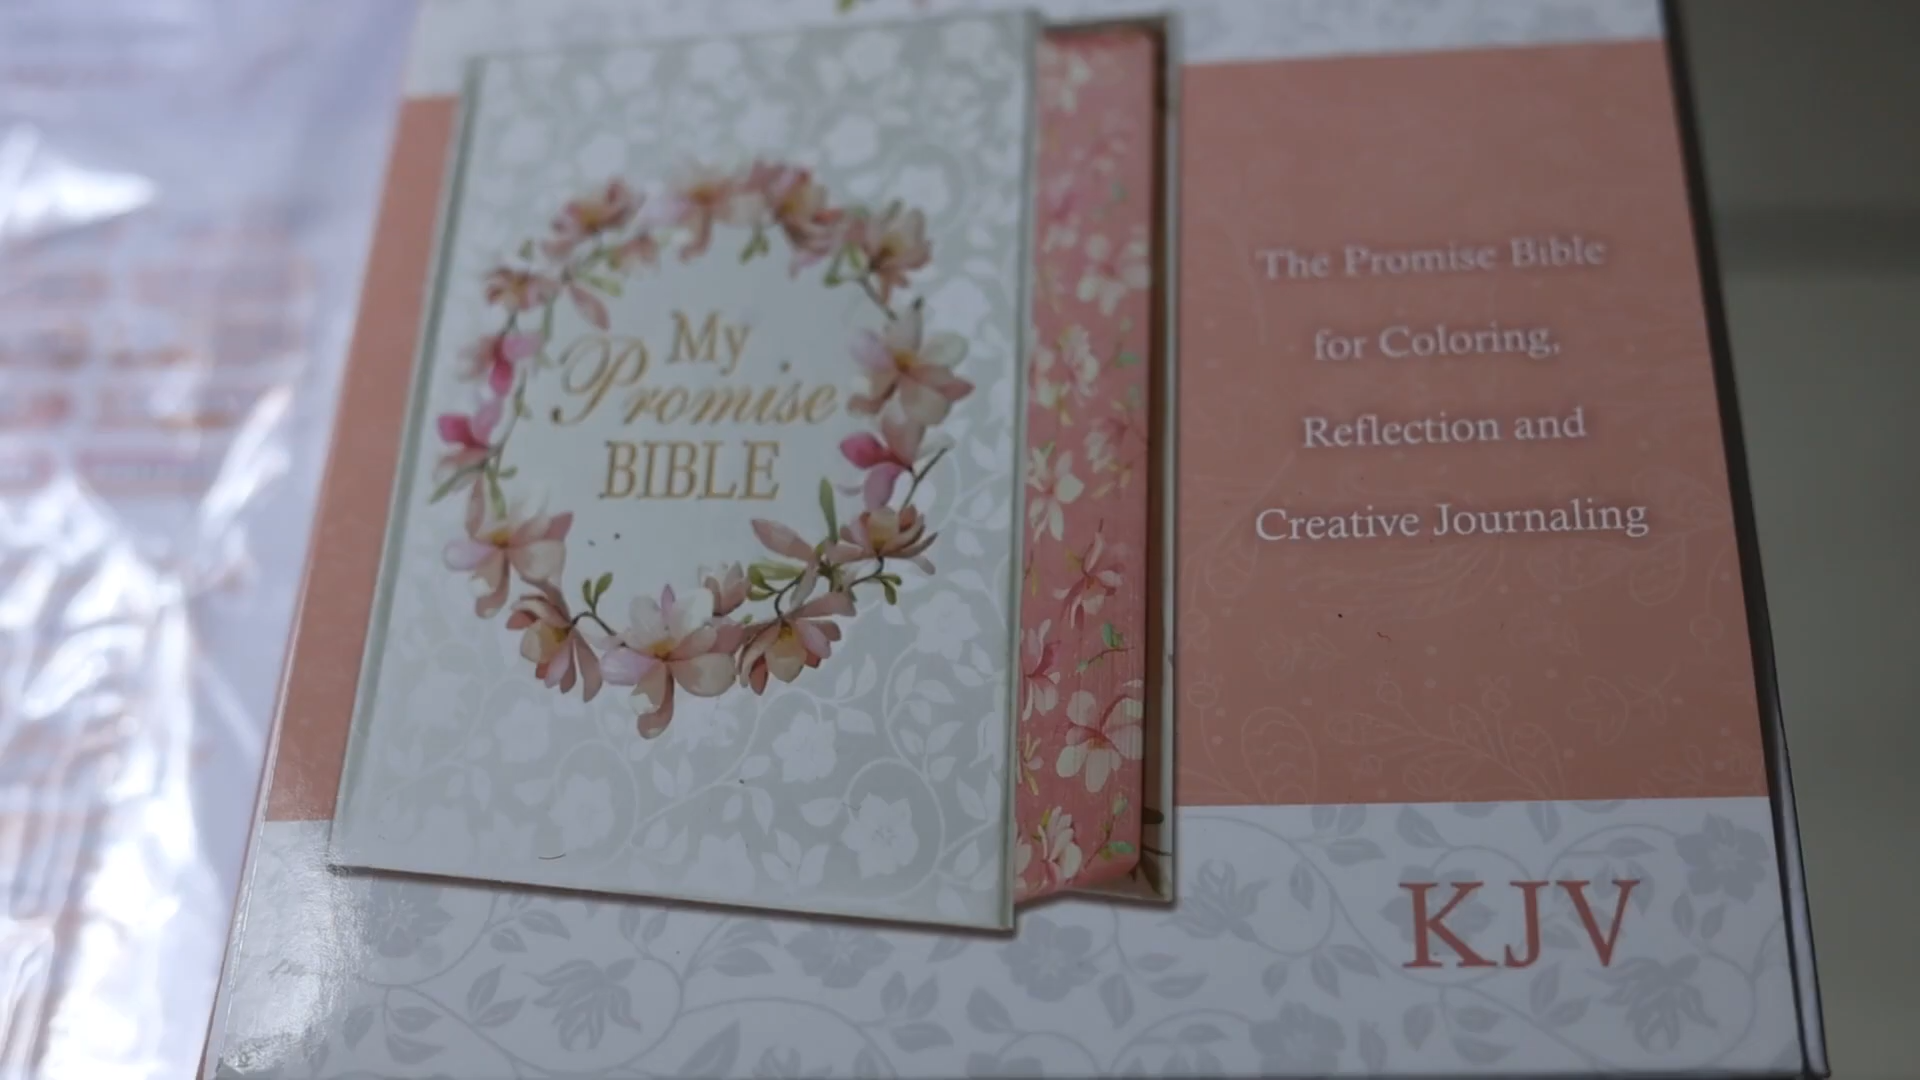 My
Promise
BIBLE
The Promise Bible
for Coloring,
Reflection and
Creative Journaling
KJV